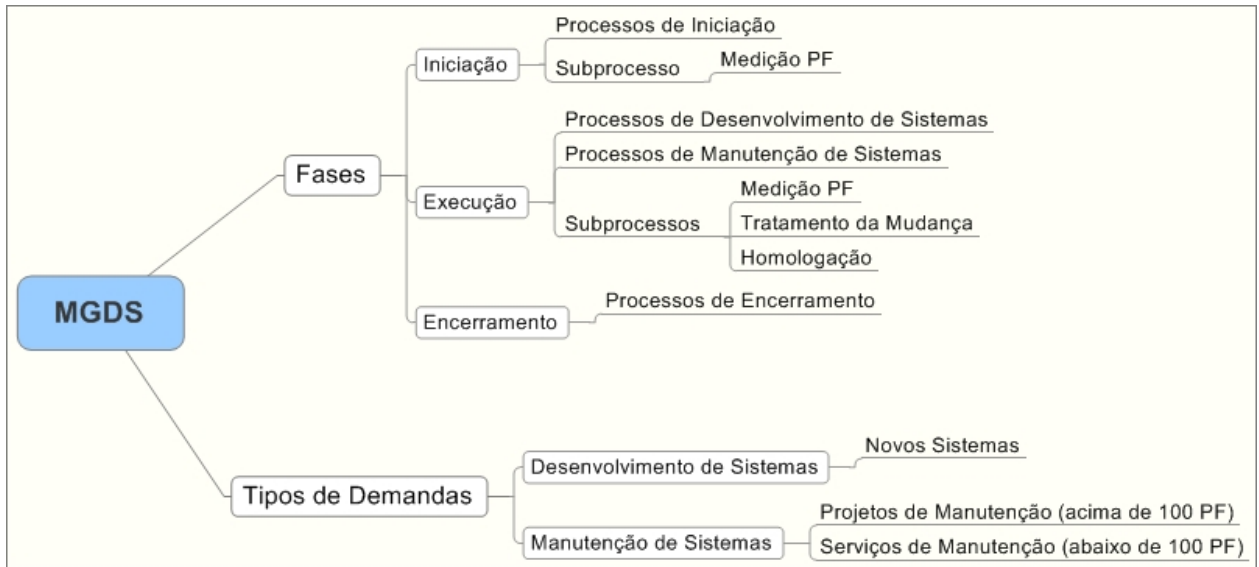 MGDS
Fases
Iniciação
Processos de Iniciação
Subprocesso
Medição PF
Execução
Processos de Desenvolvimento de Sistemas
Processos de Manutenção de Sistemas
Subprocessos
Medição PF
Tratamento da Mudança
Homologação
Encerramento
Processos de Encerramento
Tipos de Demandas
Desenvolvimento de Sistemas
Novos Sistemas
Manutenção de Sistemas
Projetos de Manutenção (acima de 100 PF)
Serviços de Manutenção (abaixo de 100 PF)